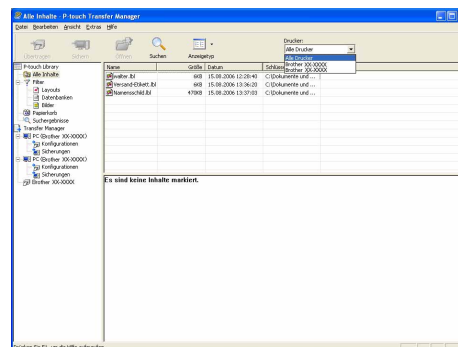 Alle Inhalte - P-touch Transfer Manager
Datei Bearbeiten Ansicht Extras Hilfe
Übertragen Sichern Öffnen Suchen Anzeigetyp
Drucker:
Alle Drucker
Alle Drucker
Brother XX-XXXX
Brother XX-XXXX
P-touch Library
Alle Inhalte
Filter
Layouts
Datenbanken
Bilder
Papierkorb
Suchergebnisse
Transfer Manager
PC (Brother XX-XXXX)
Konfigurationen
Sicherungen
PC (Brother XX-XXXX)
Konfigurationen
Sicherungen
Brother XX-XXXX
Name Größe Datum Schlüss
walter.lbl 6KB 15.08.2006 12:28:40 C:\Dokumente und ...
Versand-Etikett.lbl 6KB 15.08.2006 13:36:20 C:\Dokumente und ...
Namensschild.lbl 470KB 15.08.2006 13:37:03 C:\Dokumente und ...
Es sind keine Inhalte markiert.